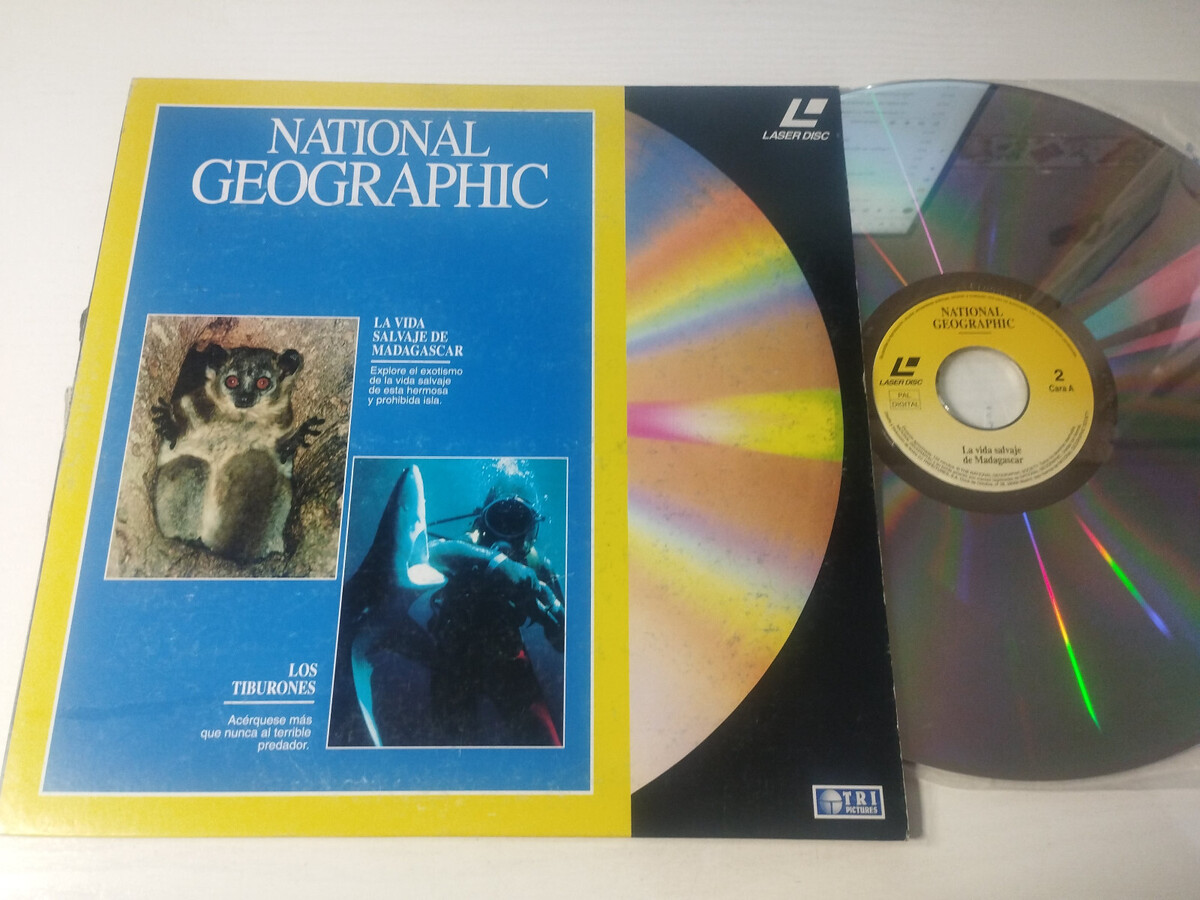 NATIONAL
GEOGRAPHIC
LA VIDA
SALVAJE DE
MADAGASCAR
Explore el exotismo
de la vida salvaje
de esta hermosa
y prohibida isla.
LOS
TIBURONES
Acérquese más
que nunca al terrible
predador.
LASER DISC
TRI
PICTURES
NATIONAL
GEOGRAPHIC
LASER DISC
PAL
DIGITAL
2
Cara A
La vida salvaje
de Madagascar